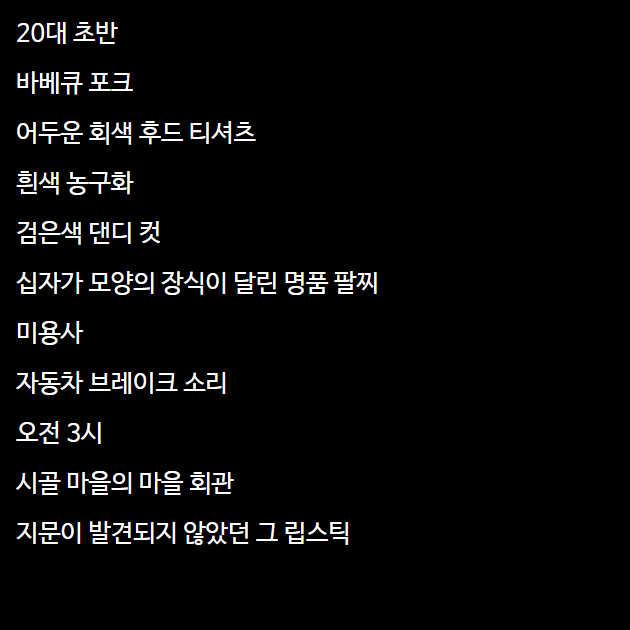 20대 초반
바베큐 포크
어두운 회색 후드 티셔츠
흰색 농구화
검은색 댄디 컷
십자가 모양의 장식이 달린 명품 팔찌
미용사
자동차 브레이크 소리
오전 3시
시골 마을의 마을 회관
지문이 발견되지 않았던 그 립스틱